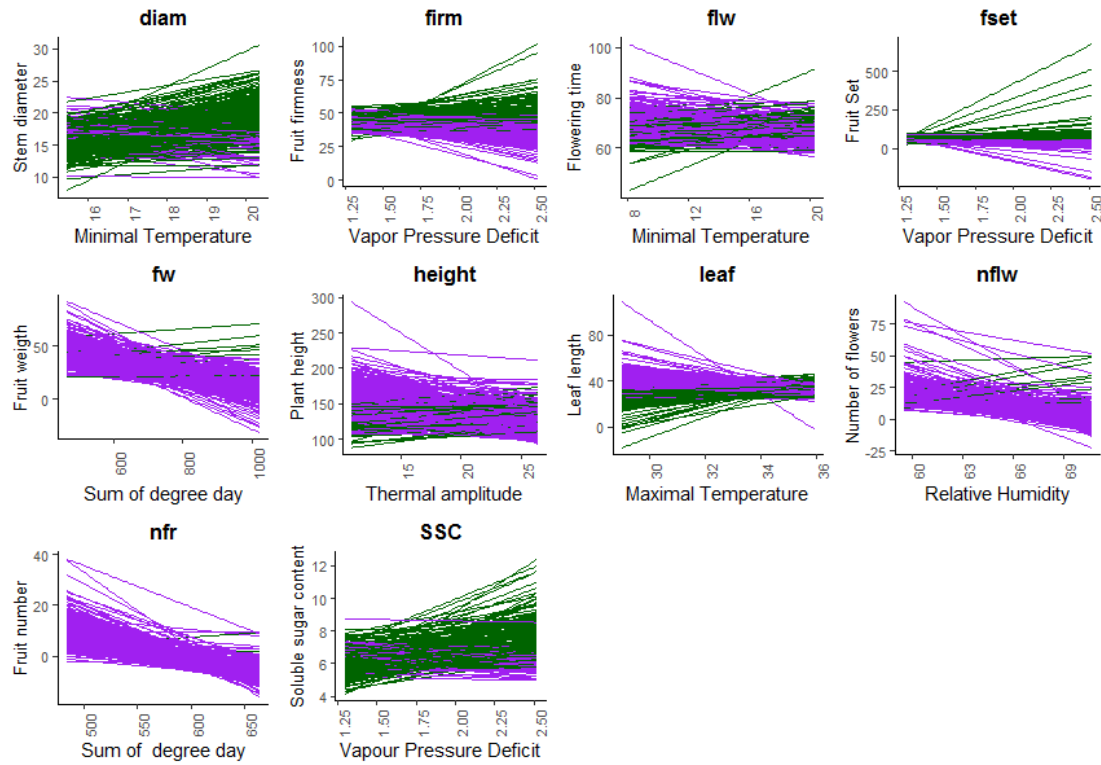 diam
firm
flw
fset
Stem diameter
30
25
20
15
10
16
17
18
19
20
Minimal Temperature
Fruit firmness
100
75
50
25
0
1.25
1.50
1.75
2.00
2.25
2.50
Vapor Pressure Deficit
Flowering time
100
80
60
8
12
16
20
Minimal Temperature
Fruit Set
500
250
0
1.25
1.50
1.75
2.00
2.25
2.50
Vapor Pressure Deficit
fw
height
leaf
nflw
Fruit weigth
50
0
600
800
1000
Sum of degree day
Plant height
300
250
200
150
100
15
20
25
Thermal amplitude
Leaf length
80
40
0
30
32
34
36
Maximal Temperature
Number of flowers
75
50
25
0
-25
60
63
66
69
Relative Humidity
nfr
SSC
Fruit number
40
20
0
500
550
600
650
Sum of degree day
Soluble sugar content
12
10
8
6
4
1.25
1.50
1.75
2.00
2.25
2.50
Vapour Pressure Deficit